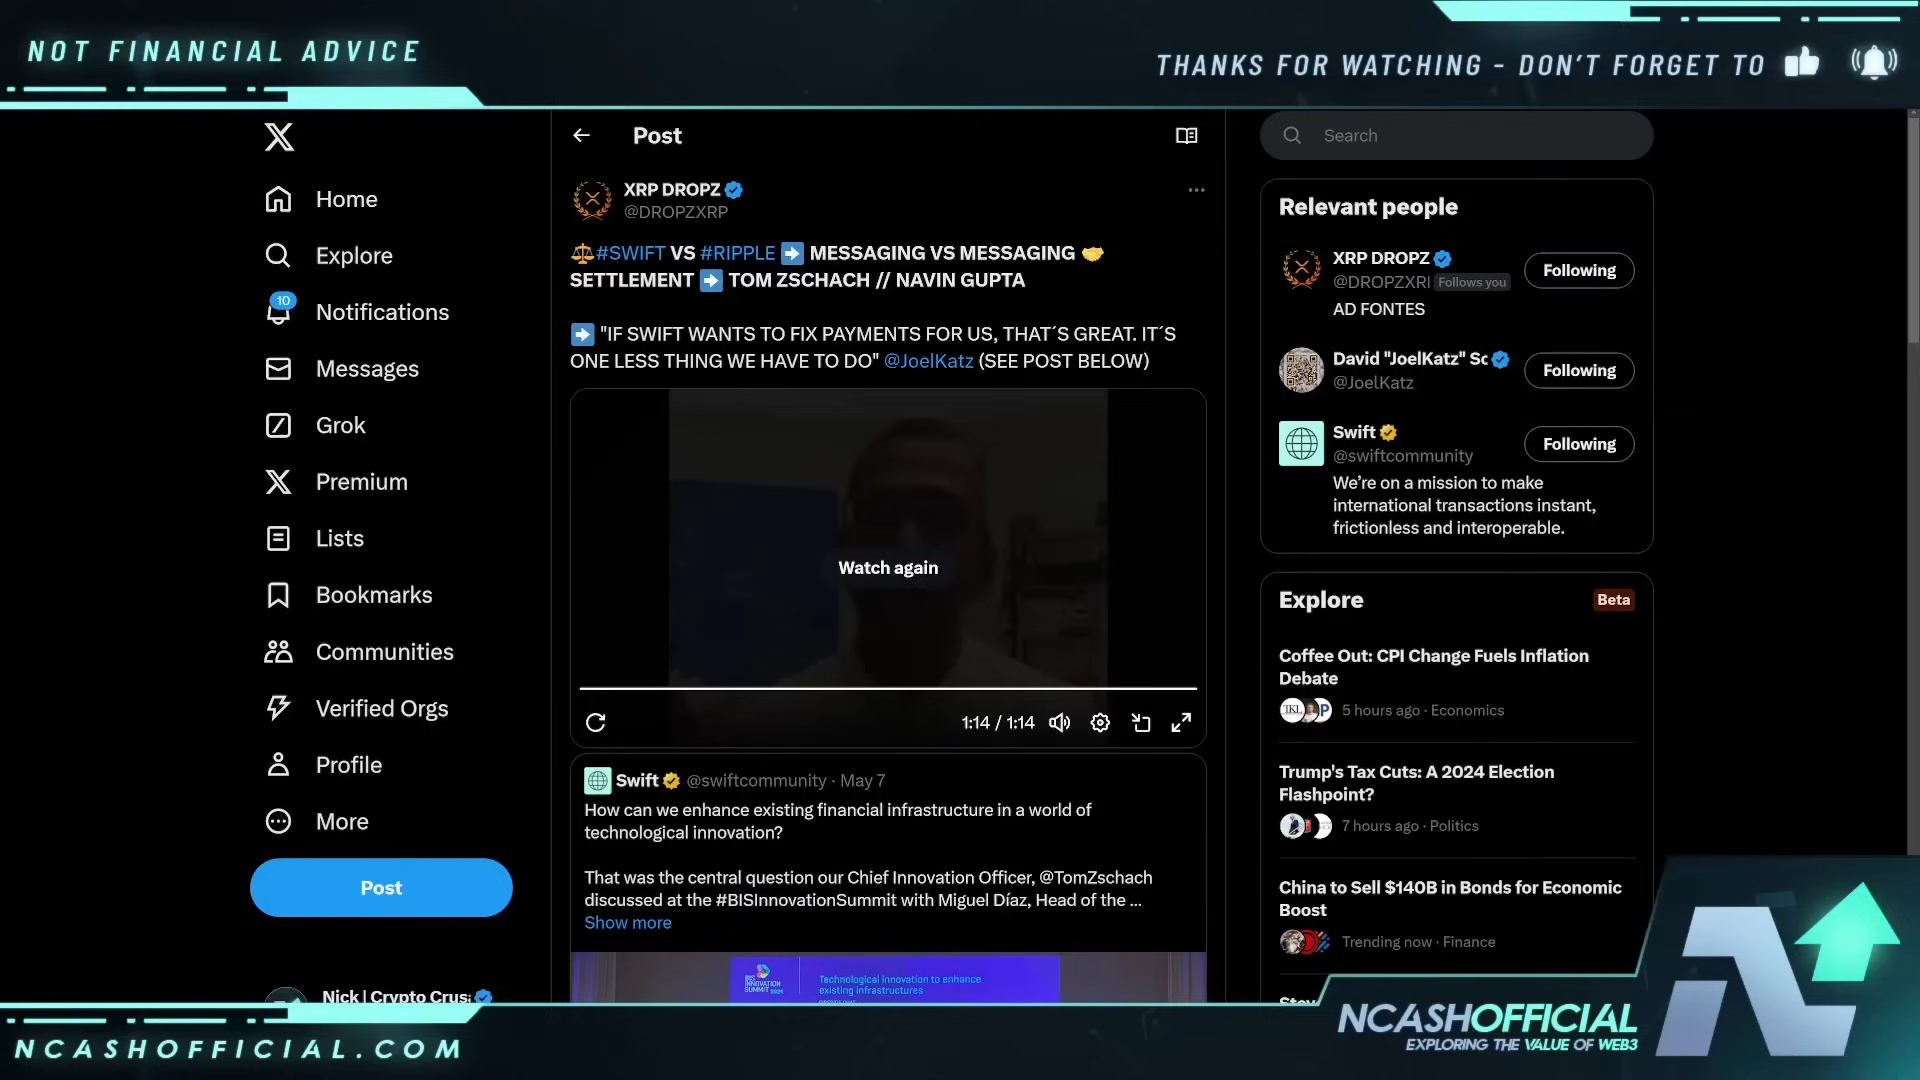 NOT FINANCIAL ADVICE
THANKS FOR WATCHING - DON'T FORGET TO
Home
Explore
10
Notifications
Messages
Grok
Premium
Lists
Bookmarks
Communities
Verified Orgs
Profile
More
Post
Nick | Crypto Crus
Post
XRP DROPZ
@DROPZXRP
⚖️#SWIFT VS #RIPPLE ➡️ MESSAGING VS MESSAGING 🤝
SETTLEMENT ➡️ TOM ZSCHACH // NAVIN GUPTA
➡️ "IF SWIFT WANTS TO FIX PAYMENTS FOR US, THAT´S GREAT. IT´S
ONE LESS THING WE HAVE TO DO" @JoelKatz (SEE POST BELOW)
Watch again
1:14 / 1:14
Swift @swiftcommunity · May 7
How can we enhance existing financial infrastructure in a world of
technological innovation?
That was the central question our Chief Innovation Officer, @TomZschach
discussed at the #BISInnovationSummit with Miguel Díaz, Head of the ...
Show more
BIS
INNOVATION
SUMMIT 2024
Technological innovation to enhance
existing infrastructures
Search
Relevant people
XRP DROPZ
@DROPZXRI Follows you
Following
AD FONTES
David "JoelKatz" Sc
@JoelKatz
Following
Swift
@swiftcommunity
Following
We're on a mission to make
international transactions instant,
frictionless and interoperable.
Explore
Beta
Coffee Out: CPI Change Fuels Inflation
Debate
5 hours ago · Economics
Trump's Tax Cuts: A 2024 Election
Flashpoint?
7 hours ago · Politics
China to Sell $140B in Bonds for Economic
Boost
Trending now · Finance
NCASHOFFICIAL
EXPLORING THE VALUE OF WEB3
NCASHOFFICIAL.COM